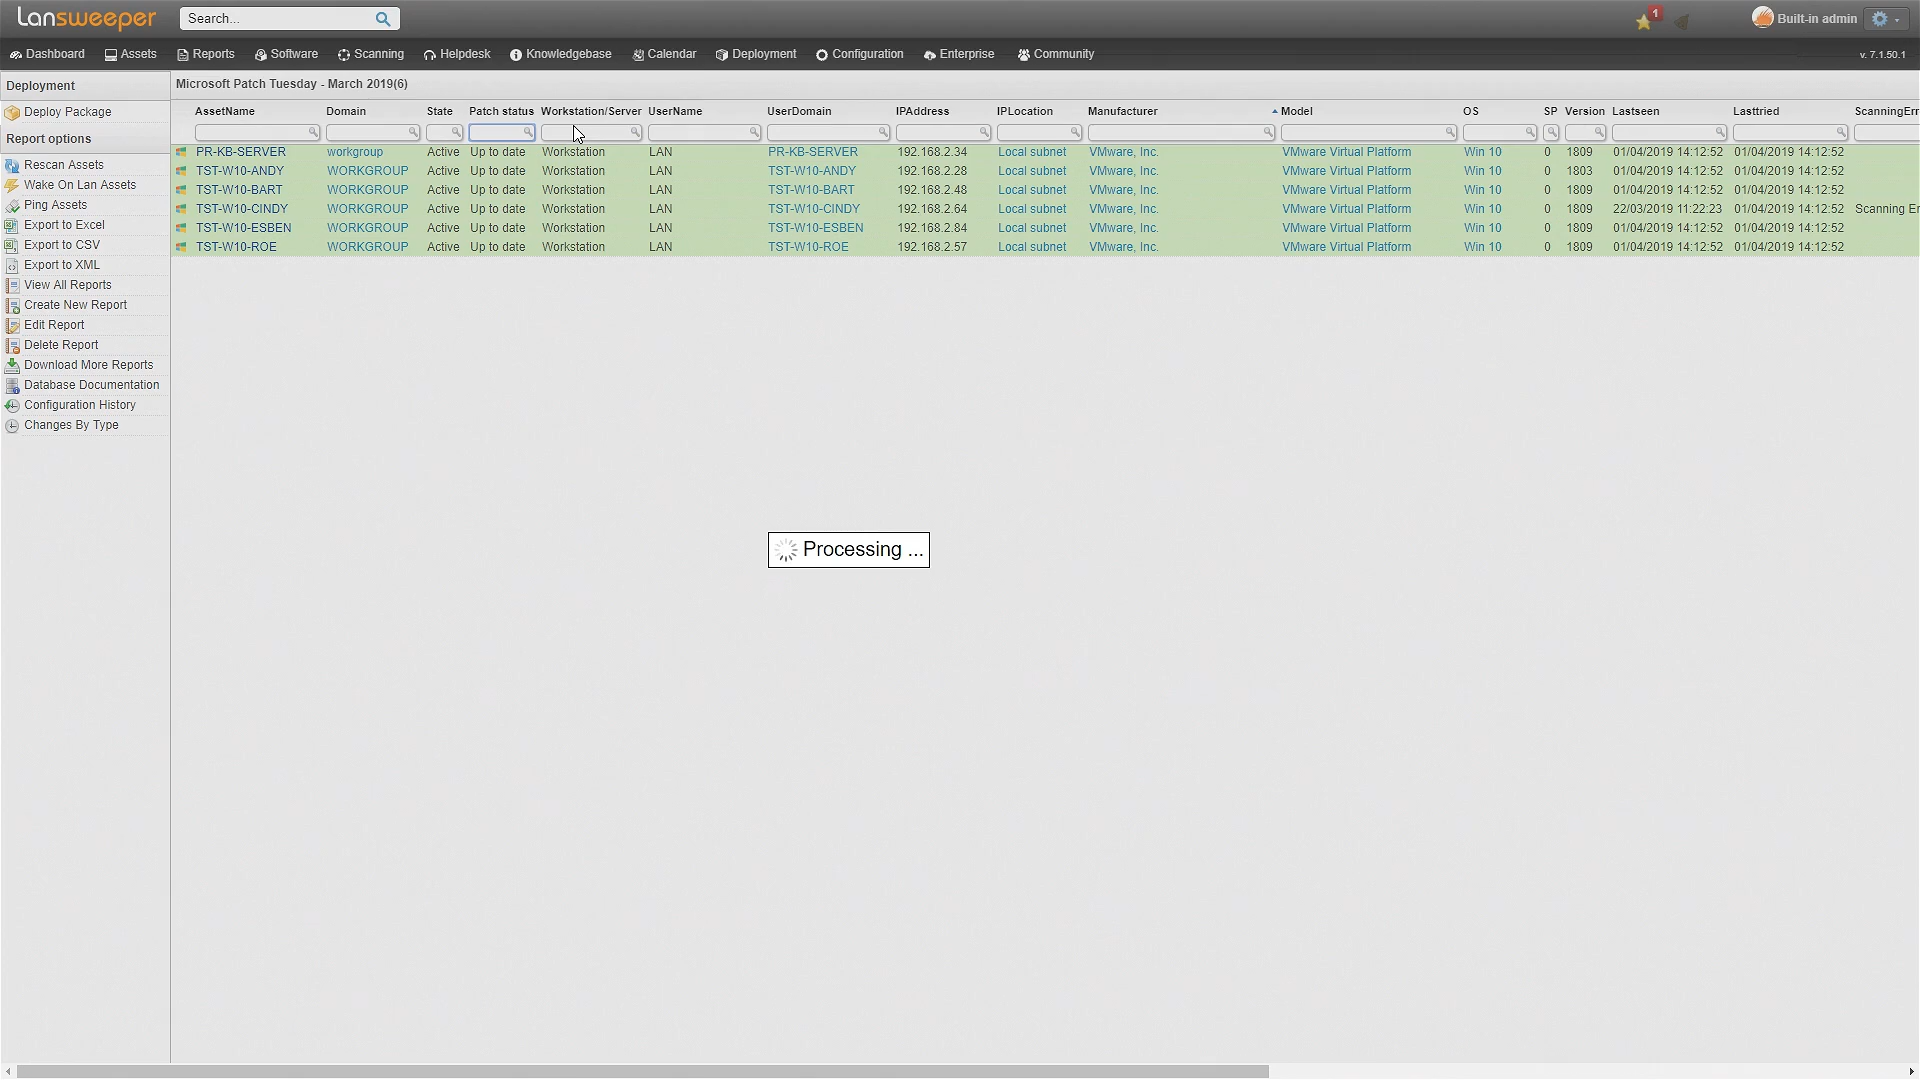 Lansweeper Search... 1 Built-in admin
Dashboard Assets Reports Software Scanning Helpdesk Knowledgebase Calendar Deployment Configuration Enterprise Community v. 7.1.50.1
Deployment
Deploy Package
Report options
Rescan Assets
Wake On Lan Assets
Ping Assets
Export to Excel
Export to CSV
Export to XML
View All Reports
Create New Report
Edit Report
Delete Report
Download More Reports
Database Documentation
Configuration History
Changes By Type
Microsoft Patch Tuesday - March 2019(6)
AssetName Domain State Patch status Workstation/Server UserName UserDomain IPAddress IPLocation Manufacturer Model OS SP Version Lastseen Lasttried ScanningErr
PR-KB-SERVER workgroup Active Up to date Workstation LAN PR-KB-SERVER 192.168.2.34 Local subnet VMware, Inc. VMware Virtual Platform Win 10 0 1809 01/04/2019 14:12:52 01/04/2019 14:12:52
TST-W10-ANDY WORKGROUP Active Up to date Workstation LAN TST-W10-ANDY 192.168.2.28 Local subnet VMware, Inc. VMware Virtual Platform Win 10 0 1803 01/04/2019 14:12:52 01/04/2019 14:12:52
TST-W10-BART WORKGROUP Active Up to date Workstation LAN TST-W10-BART 192.168.2.48 Local subnet VMware, Inc. VMware Virtual Platform Win 10 0 1809 01/04/2019 14:12:52 01/04/2019 14:12:52
TST-W10-CINDY WORKGROUP Active Up to date Workstation LAN TST-W10-CINDY 192.168.2.64 Local subnet VMware, Inc. VMware Virtual Platform Win 10 0 1809 22/03/2019 11:22:23 01/04/2019 14:12:52 Scanning Er
TST-W10-ESBEN WORKGROUP Active Up to date Workstation LAN TST-W10-ESBEN 192.168.2.84 Local subnet VMware, Inc. VMware Virtual Platform Win 10 0 1809 01/04/2019 14:12:52 01/04/2019 14:12:52
TST-W10-ROE WORKGROUP Active Up to date Workstation LAN TST-W10-ROE 192.168.2.57 Local subnet VMware, Inc. VMware Virtual Platform Win 10 0 1809 01/04/2019 14:12:52 01/04/2019 14:12:52
Processing ...